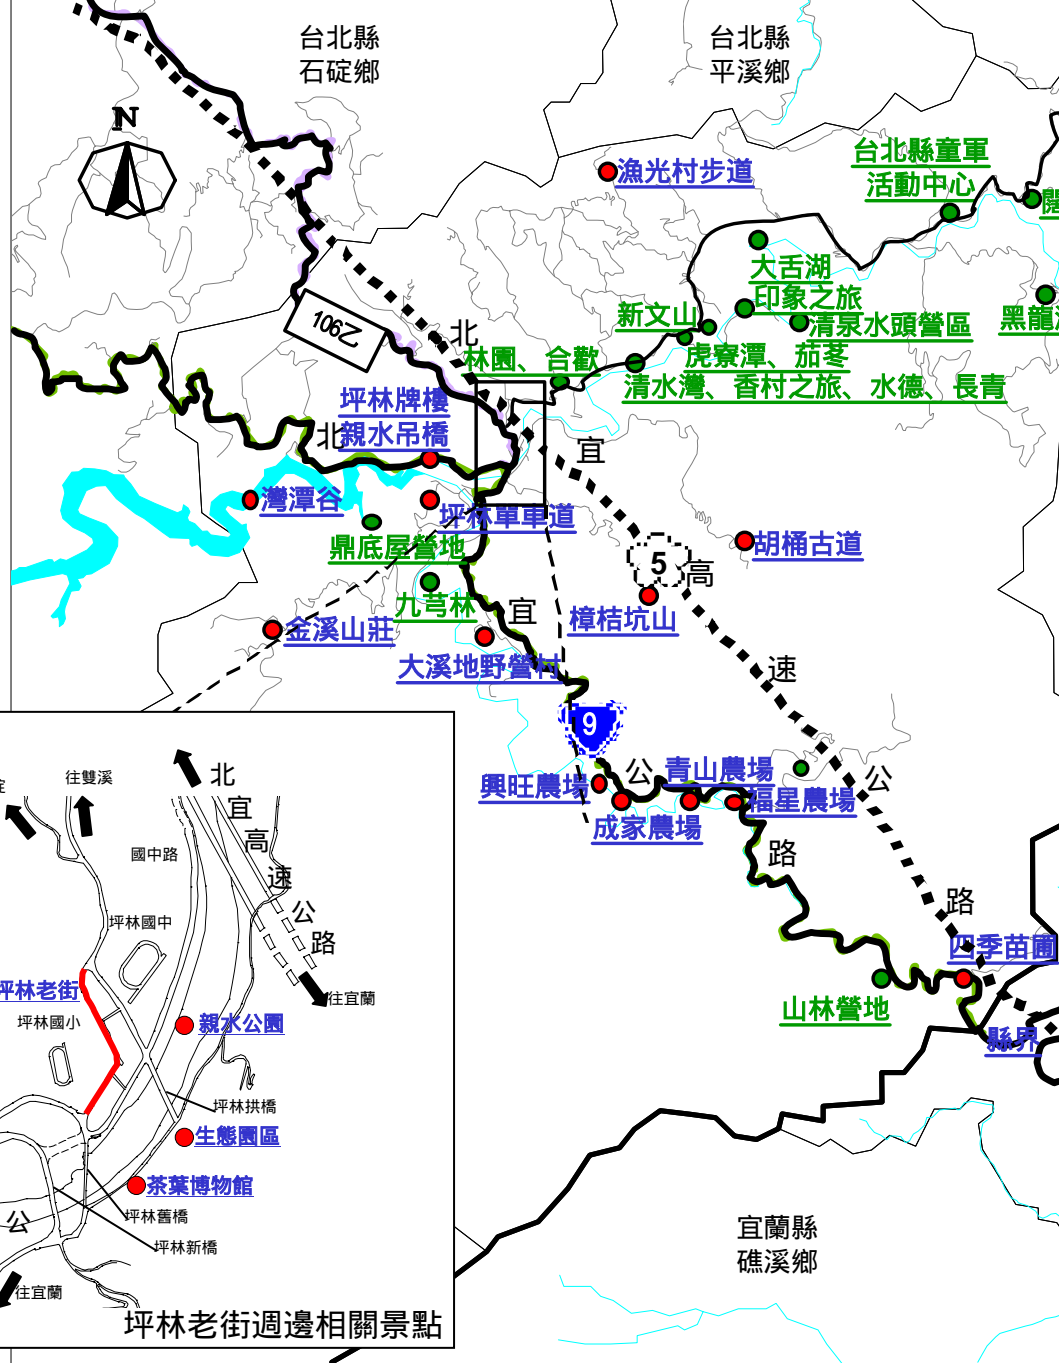 台北縣
石碇鄉
台北縣
平溪鄉
N
漁光村步道
台北縣童軍
活動中心
大舌湖
印象之旅
新文山
清泉水頭營區
106乙
北
林園、合歡
虎寮潭、茄苳
清水灣、香村之旅、水德、長青
坪林牌樓
親水吊橋
北
宜
灣潭谷
坪林單車道
鼎底屋營地
胡桶古道
5
高
九芎林
宜
樟桔坑山
金溪山莊
大溪地野營村
速
9
公
青山農場
公
興旺農場
福星農場
成家農場
路
路
四季苗圃
山林營地
縣界
宜蘭縣
礁溪鄉
往雙溪
北
宜
高
速
公
路
國中路
坪林國中
往宜蘭
坪林老街
坪林國小
親水公園
坪林拱橋
生態園區
茶葉博物館
坪林舊橋
公
坪林新橋
往宜蘭
坪林老街週邊相關景點